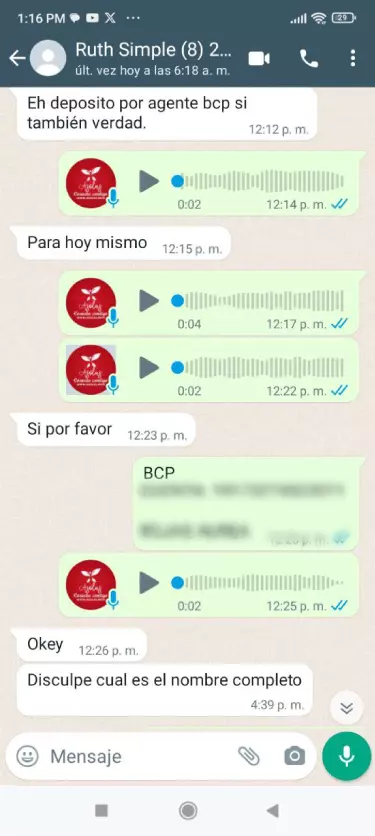 1:16 PM
29
Ruth Simple (8) 2...
últ. vez hoy a las 6:18 a. m.
Eh deposito por agente bcp si
también verdad.
12:12 p. m.
0:02
12:14 p. m.
Para hoy mismo
12:15 p. m.
0:04
12:17 p. m.
0:02
12:22 p. m.
Si por favor
12:23 p. m.
BCP
0:02
12:25 p. m.
Okey
12:26 p. m.
Disculpe cual es el nombre completo
4:39 p. m.
Mensaje